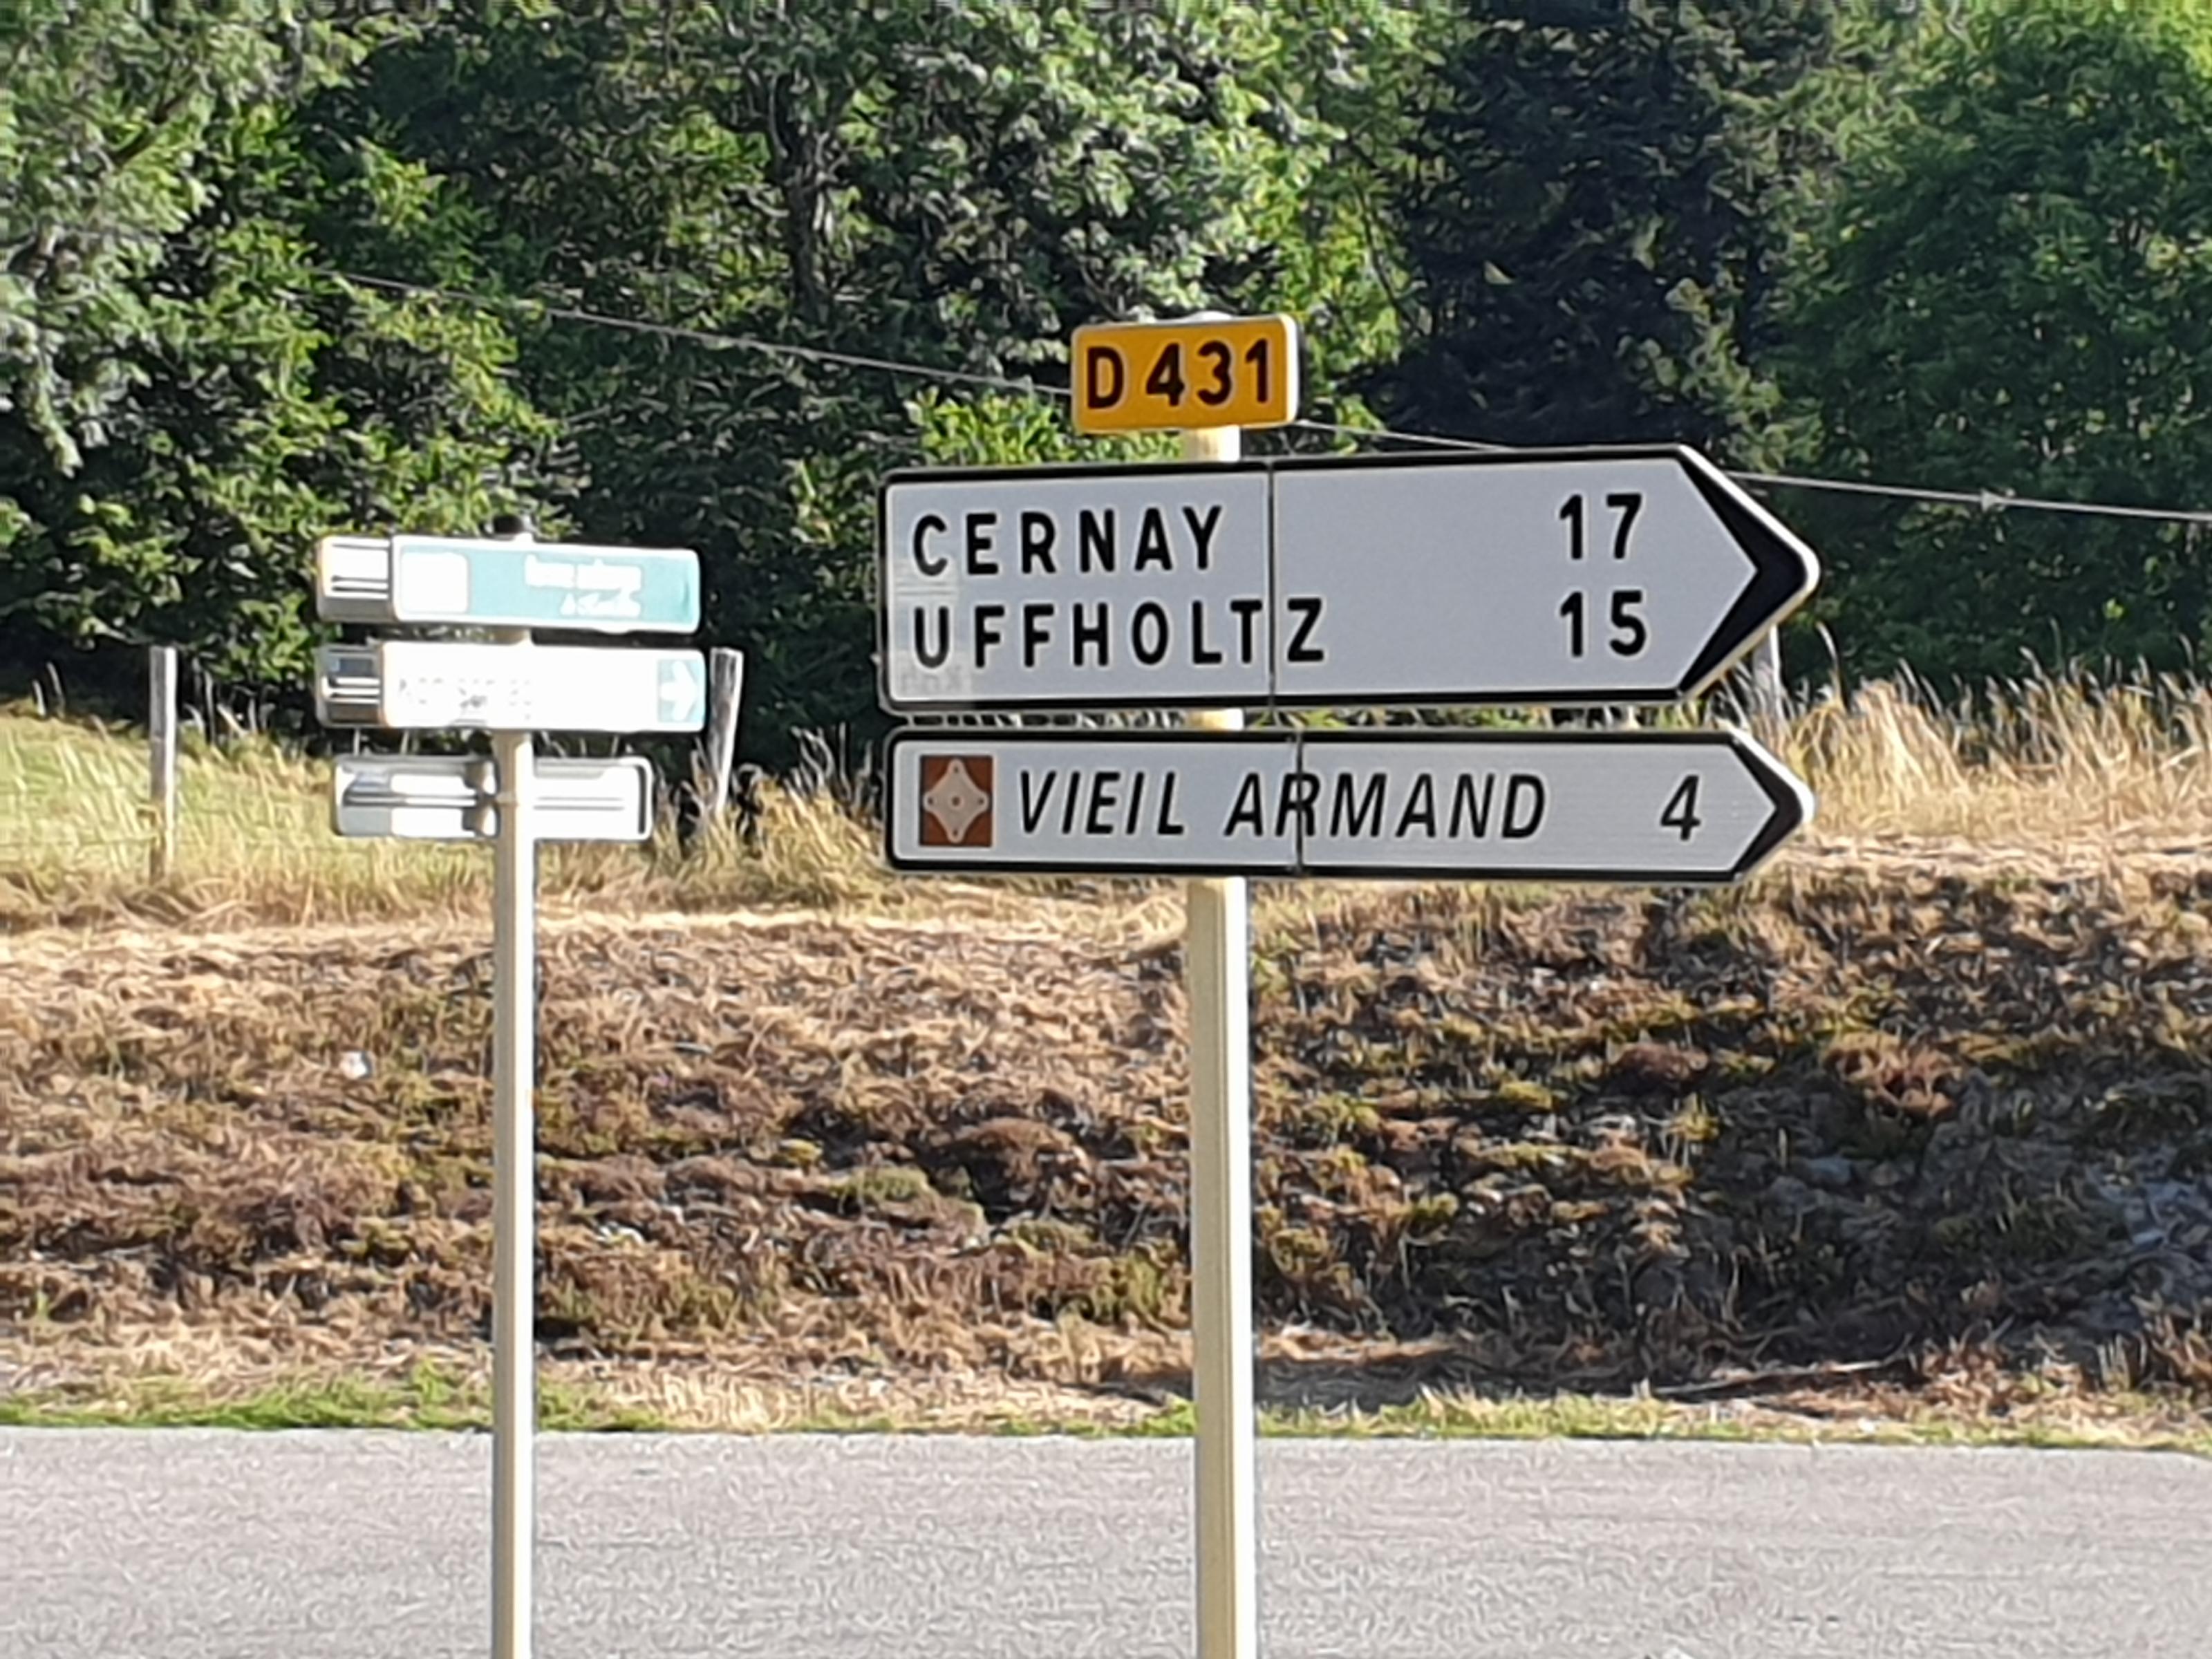 D 431
CERNAY 17
UFFHOLTZ 15
VIEIL ARMAND 4